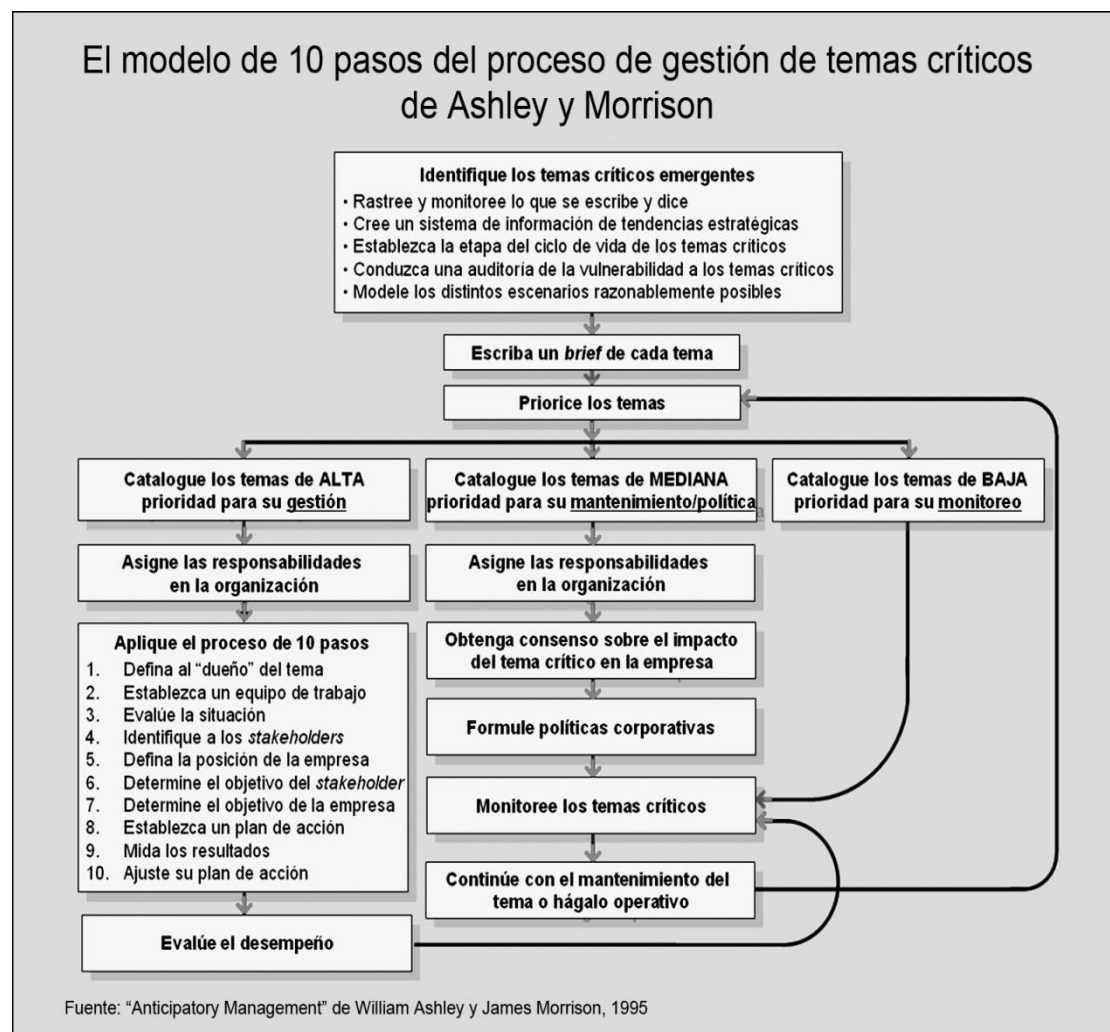 El modelo de 10 pasos del proceso de gestión de temas críticos
de Ashley y Morrison
Identifique los temas críticos emergentes
• Rastree y monitoree lo que se escribe y dice
• Cree un sistema de información de tendencias estratégicas
• Establezca la etapa del ciclo de vida de los temas críticos
• Conduzca una auditoría de la vulnerabilidad a los temas críticos
• Modele los distintos escenarios razonablemente posibles
Escriba un brief de cada tema
Priorice los temas
Catalogue los temas de ALTA
prioridad para su gestión
Catalogue los temas de MEDIANA
prioridad para su mantenimiento/política
Catalogue los temas de BAJA
prioridad para su monitoreo
Asigne las responsabilidades
en la organización
Asigne las responsabilidades
en la organización
Aplique el proceso de 10 pasos
1. Defina al “dueño” del tema
2. Establezca un equipo de trabajo
3. Evalúe la situación
4. Identifique a los stakeholders
5. Defina la posición de la empresa
6. Determine el objetivo del stakeholder
7. Determine el objetivo de la empresa
8. Establezca un plan de acción
9. Mida los resultados
10. Ajuste su plan de acción
Obtenga consenso sobre el impacto
del tema crítico en la empresa
Formule políticas corporativas
Monitoree los temas críticos
Continúe con el mantenimiento del
tema o hágalo operativo
Evalúe el desempeño
Fuente: “Anticipatory Management” de William Ashley y James Morrison, 1995